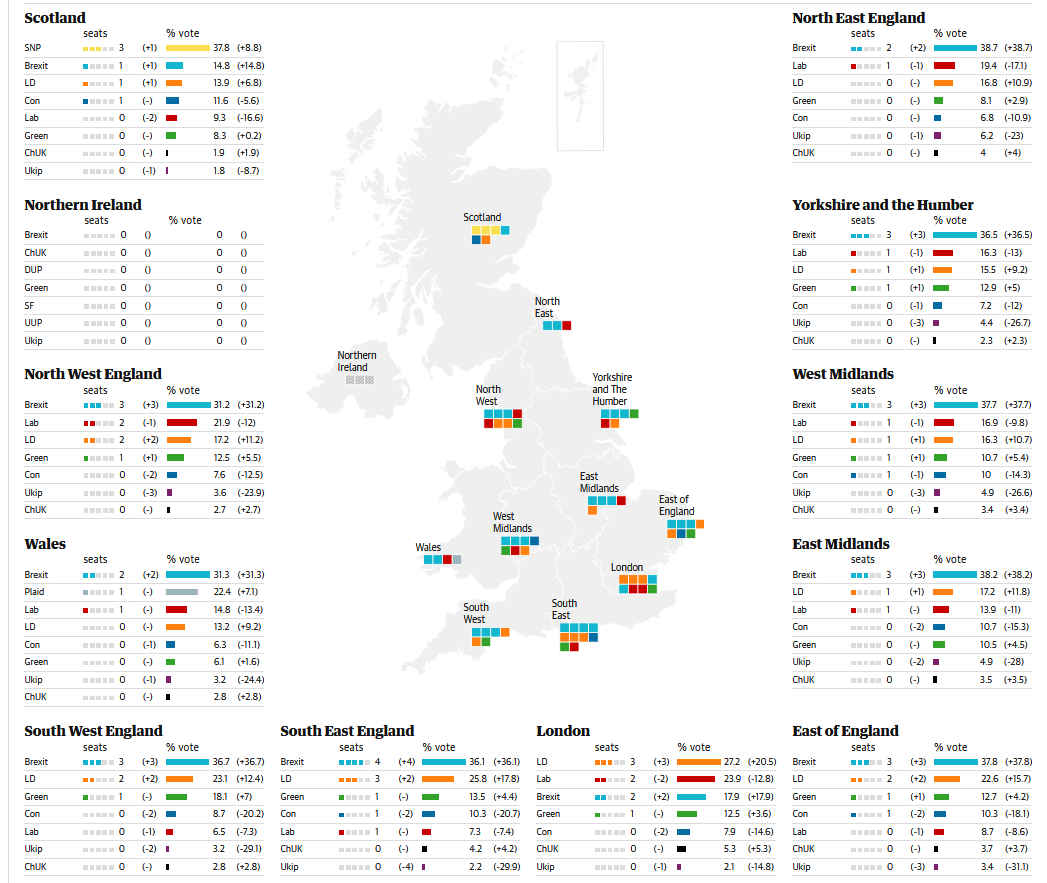 Scotland
seats % vote
SNP 3 (+1) 37.8 (+8.8)
Brexit 1 (+1) 14.8 (+14.8)
LD 1 (+1) 13.9 (+6.8)
Con 1 (-) 11.6 (-5.6)
Lab 0 (-2) 9.3 (-16.6)
Green 0 (-) 8.3 (+0.2)
ChUK 0 (-) 1.9 (+1.9)
Ukip 0 (-1) 1.8 (-8.7)
Northern Ireland
seats % vote
Brexit 0 () 0 ()
ChUK 0 () 0 ()
DUP 0 () 0 ()
Green 0 () 0 ()
SF 0 () 0 ()
UUP 0 () 0 ()
Ukip 0 () 0 ()
North West England
seats % vote
Brexit 3 (+3) 31.2 (+31.2)
Lab 2 (-1) 21.9 (-12)
LD 2 (+2) 17.2 (+11.2)
Green 1 (+1) 12.5 (+5.5)
Con 0 (-2) 7.6 (-12.5)
Ukip 0 (-3) 3.6 (-23.9)
ChUK 0 (-) 2.7 (+2.7)
Wales
seats % vote
Brexit 2 (+2) 31.3 (+31.3)
Plaid 1 (-) 22.4 (+7.1)
Lab 1 (-) 14.8 (-13.4)
LD 0 (-) 13.2 (+9.2)
Con 0 (-1) 6.3 (-11.1)
Green 0 (-) 6.1 (+1.6)
Ukip 0 (-1) 3.2 (-24.4)
ChUK 0 (-) 2.8 (+2.8)
Scotland
North
East
Northern
Ireland
North
West
Yorkshire
and The
Humber
East
Midlands
East of
England
West
Midlands
Wales
London
South
West
South
East
North East England
seats % vote
Brexit 2 (+2) 38.7 (+38.7)
Lab 1 (-1) 19.4 (-17.1)
LD 0 (-) 16.8 (+10.9)
Green 0 (-) 8.1 (+2.9)
Con 0 (-) 6.8 (-10.9)
Ukip 0 (-1) 6.2 (-23)
ChUK 0 (-) 4 (+4)
Yorkshire and the Humber
seats % vote
Brexit 3 (+3) 36.5 (+36.5)
Lab 1 (-1) 16.3 (-13)
LD 1 (+1) 15.5 (+9.2)
Green 1 (+1) 12.9 (+5)
Con 0 (-1) 7.2 (-12)
Ukip 0 (-3) 4.4 (-26.7)
ChUK 0 (-) 2.3 (+2.3)
West Midlands
seats % vote
Brexit 3 (+3) 37.7 (+37.7)
Lab 1 (-1) 16.9 (-9.8)
LD 1 (+1) 16.3 (+10.7)
Green 1 (+1) 10.7 (+5.4)
Con 1 (-1) 10 (-14.3)
Ukip 0 (-3) 4.9 (-26.6)
ChUK 0 (-) 3.4 (+3.4)
East Midlands
seats % vote
Brexit 3 (+3) 38.2 (+38.2)
LD 1 (+1) 17.2 (+11.8)
Lab 1 (-) 13.9 (-11)
Con 0 (-2) 10.7 (-15.3)
Green 0 (-) 10.5 (+4.5)
Ukip 0 (-2) 4.9 (-28)
ChUK 0 (-) 3.5 (+3.5)
South West England
seats % vote
Brexit 3 (+3) 36.7 (+36.7)
LD 2 (+2) 23.1 (+12.4)
Green 1 (-) 18.1 (+7)
Con 0 (-2) 8.7 (-20.2)
Lab 0 (-1) 6.5 (-7.3)
Ukip 0 (-2) 3.2 (-29.1)
ChUK 0 (-) 2.8 (+2.8)
South East England
seats % vote
Brexit 4 (+4) 36.1 (+36.1)
LD 3 (+2) 25.8 (+17.8)
Green 1 (-) 13.5 (+4.4)
Con 1 (-2) 10.3 (-20.7)
Lab 1 (-) 7.3 (-7.4)
ChUK 0 (-) 4.2 (+4.2)
Ukip 0 (-4) 2.2 (-29.9)
London
seats % vote
LD 3 (+3) 27.2 (+20.5)
Lab 2 (-2) 23.9 (-12.8)
Brexit 2 (+2) 17.9 (+17.9)
Green 1 (-) 12.5 (+3.6)
Con 0 (-2) 7.9 (-14.6)
ChUK 0 (-) 5.3 (+5.3)
Ukip 0 (-1) 2.1 (-14.8)
East of England
seats % vote
Brexit 3 (+3) 37.8 (+37.8)
LD 2 (+2) 22.6 (+15.7)
Green 1 (+1) 12.7 (+4.2)
Con 1 (-2) 10.3 (-18.1)
Lab 0 (-1) 8.7 (-8.6)
ChUK 0 (-) 3.7 (+3.7)
Ukip 0 (-3) 3.4 (-31.1)